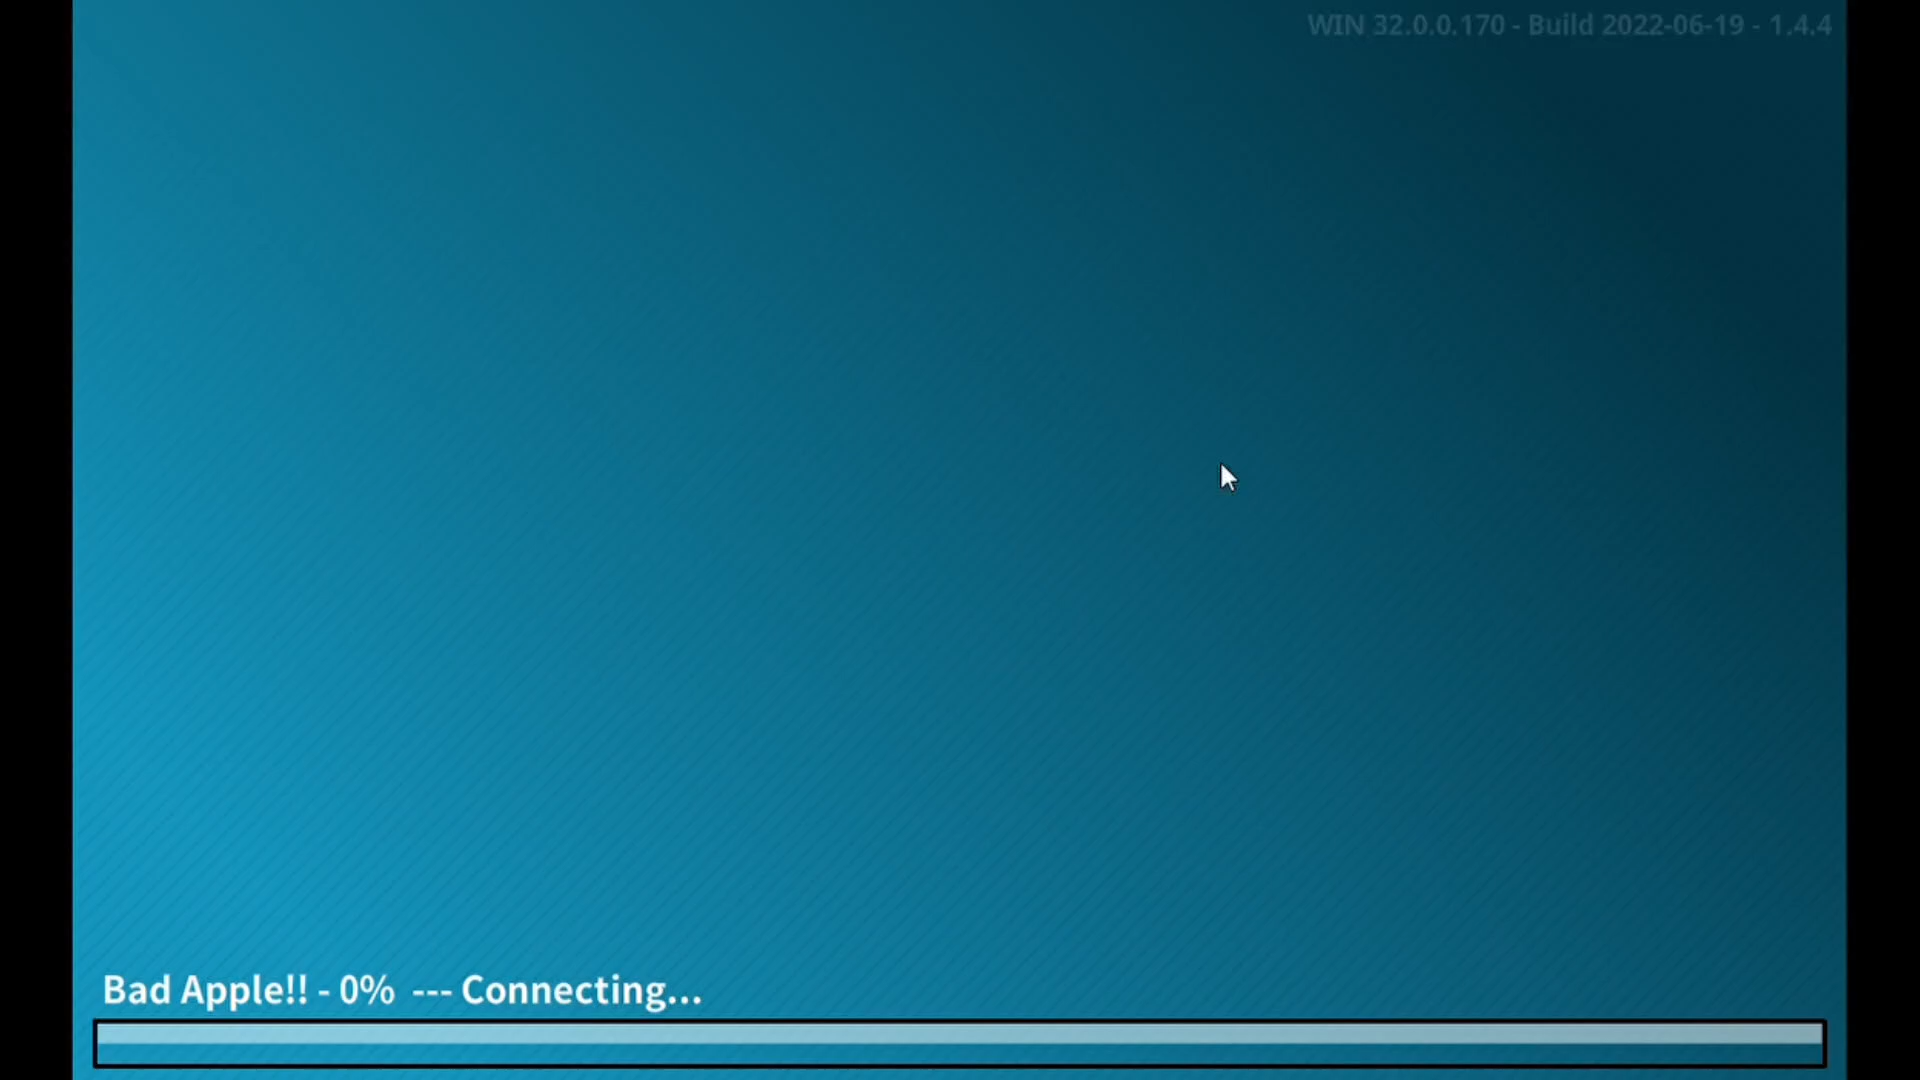 WIN 32.0.0.170 - Build 2022-06-19 - 1.4.4
Bad Apple!! - 0% --- Connecting...